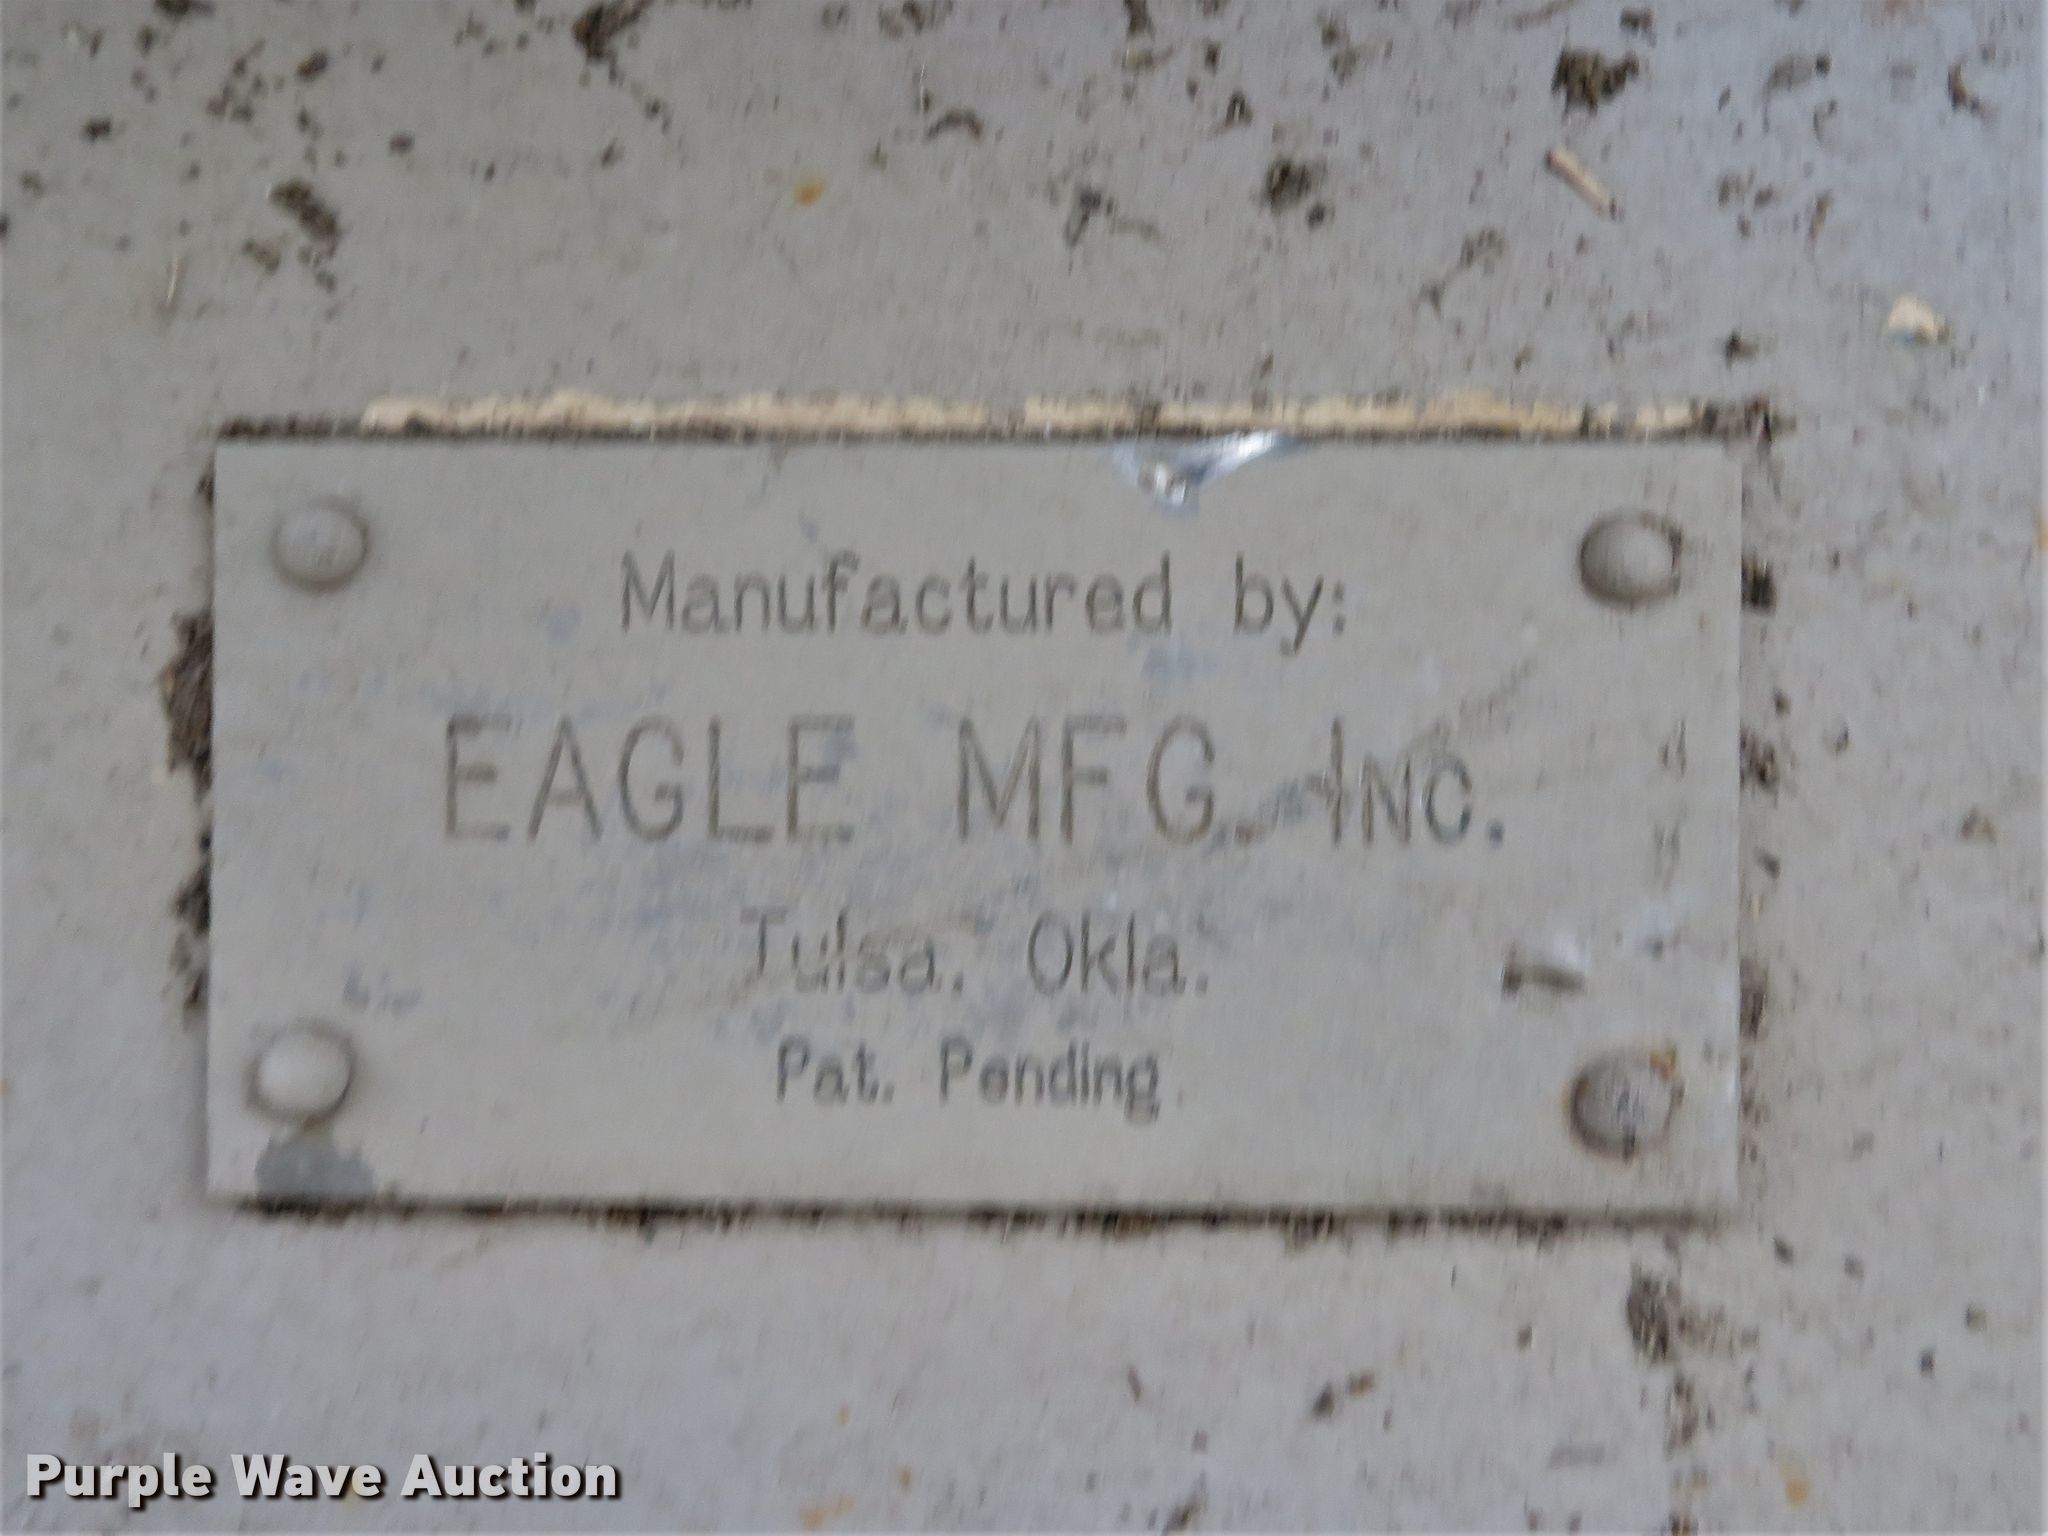 Manufactured by:
EAGLE MFG. INC.
Tulsa. Okla.
Pat. Pending
Purple Wave Auction